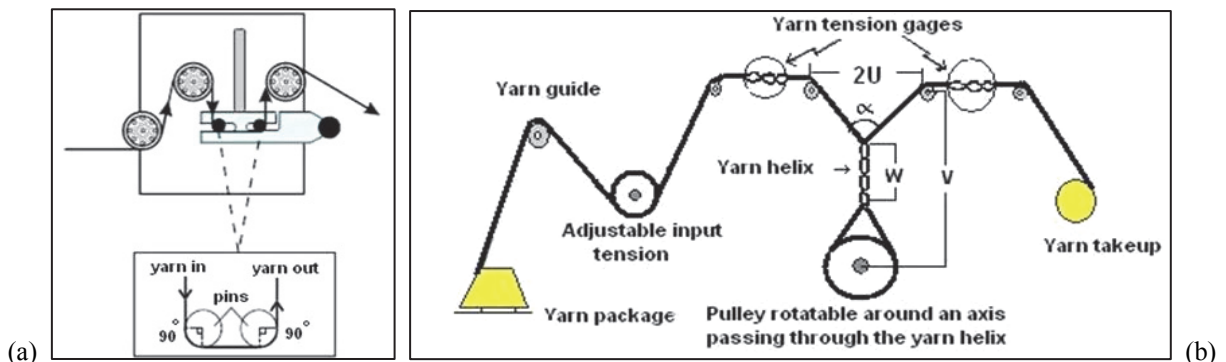 (a)
yarn in
yarn out
pins
90°
90°
Yarn tension gages
Yarn guide
2U
α
Yarn helix
W
V
Adjustable input
tension
Yarn takeup
Yarn package
Pulley rotatable around an axis
passing through the yarn helix
(b)